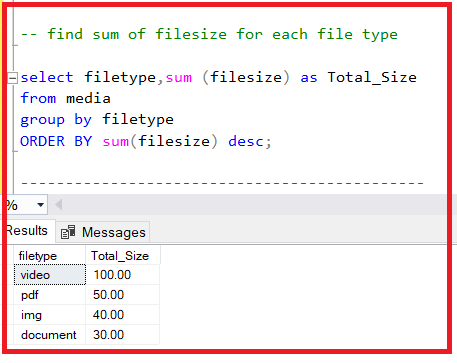 -- find sum of filesize for each file type
select filetype,sum (filesize) as Total_Size
from media
group by filetype
ORDER BY sum(filesize) desc;
---------------------------------------------
%
Results Messages
filetype Total_Size
video 100.00
pdf 50.00
img 40.00
document 30.00